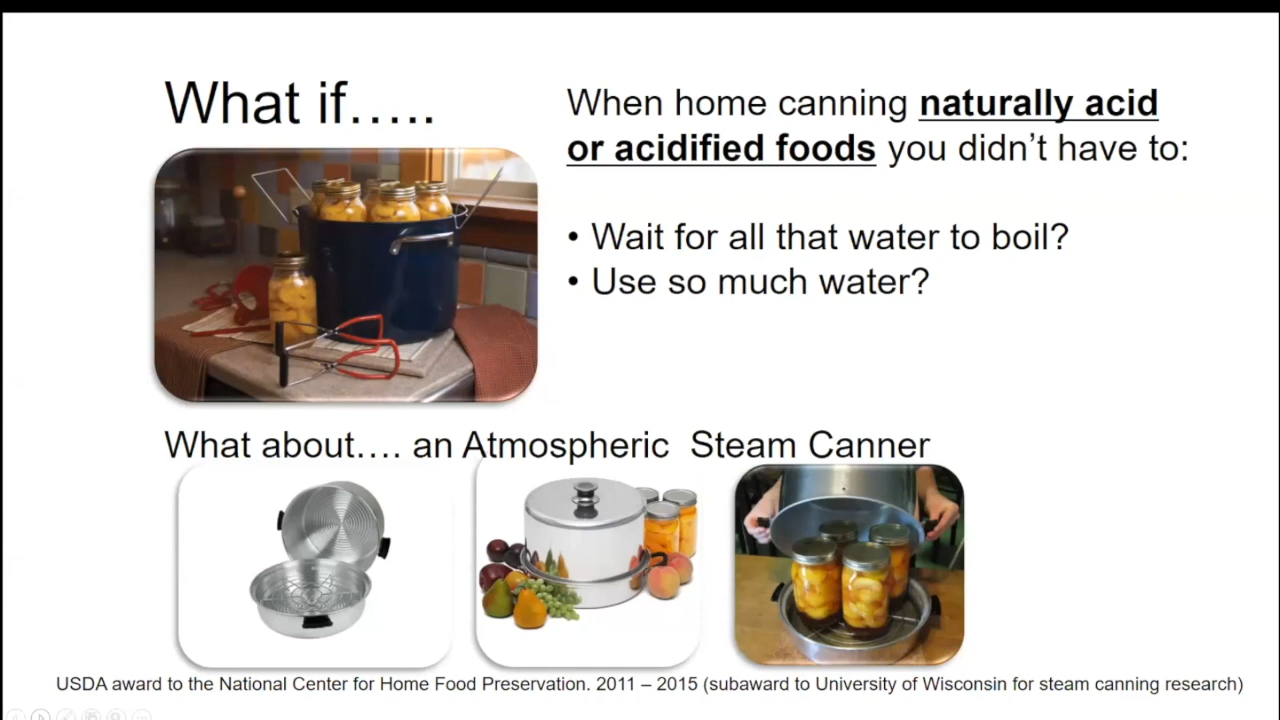 What if…..
When home canning naturally acid
or acidified foods you didn’t have to:
• Wait for all that water to boil?
• Use so much water?
What about…. an Atmospheric  Steam Canner
USDA award to the National Center for Home Food Preservation. 2011 – 2015 (subaward to University of Wisconsin for steam canning research)